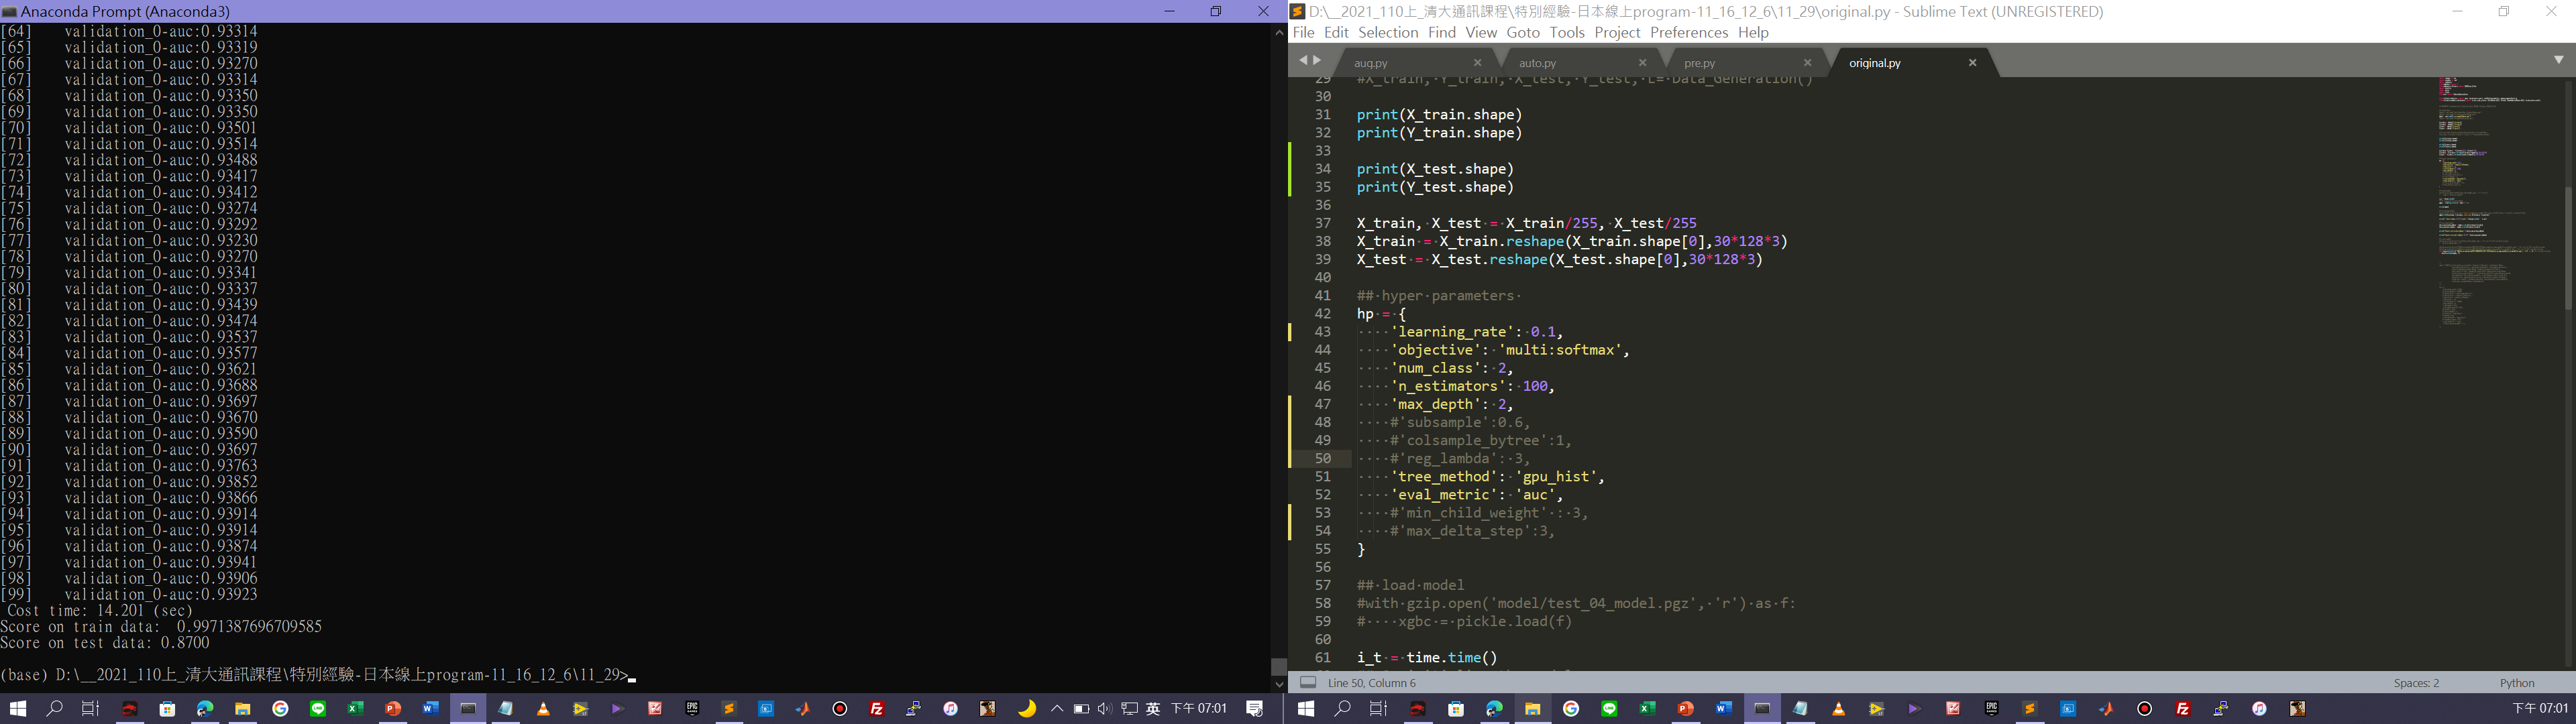 Anaconda Prompt (Anaconda3)
[64] validation_0-auc:0.93314
[65] validation_0-auc:0.93319
[66] validation_0-auc:0.93270
[67] validation_0-auc:0.93314
[68] validation_0-auc:0.93350
[69] validation_0-auc:0.93350
[70] validation_0-auc:0.93501
[71] validation_0-auc:0.93514
[72] validation_0-auc:0.93488
[73] validation_0-auc:0.93417
[74] validation_0-auc:0.93412
[75] validation_0-auc:0.93274
[76] validation_0-auc:0.93292
[77] validation_0-auc:0.93230
[78] validation_0-auc:0.93270
[79] validation_0-auc:0.93341
[80] validation_0-auc:0.93337
[81] validation_0-auc:0.93439
[82] validation_0-auc:0.93474
[83] validation_0-auc:0.93537
[84] validation_0-auc:0.93577
[85] validation_0-auc:0.93621
[86] validation_0-auc:0.93688
[87] validation_0-auc:0.93697
[88] validation_0-auc:0.93670
[89] validation_0-auc:0.93590
[90] validation_0-auc:0.93697
[91] validation_0-auc:0.93763
[92] validation_0-auc:0.93852
[93] validation_0-auc:0.93866
[94] validation_0-auc:0.93914
[95] validation_0-auc:0.93914
[96] validation_0-auc:0.93874
[97] validation_0-auc:0.93941
[98] validation_0-auc:0.93906
[99] validation_0-auc:0.93923
Cost time: 14.201 (sec)
Score on train data: 0.9971387696709585
Score on test data: 0.8700
(base) D:\__2021_110上_清大通訊課程\特別經驗-日本線上program-11_16_12_6\11_29>
英 下午 07:01
D:\__2021_110上_清大通訊課程\特別經驗-日本線上program-11_16_12_6\11_29\original.py - Sublime Text (UNREGISTERED)
File Edit Selection Find View Goto Tools Project Preferences Help
auq.py auto.py pre.py original.py
29 #X_train, Y_train, X_test, Y_test, L= Data_Generation()
30
31 print(X_train.shape)
32 print(Y_train.shape)
33
34 print(X_test.shape)
35 print(Y_test.shape)
36
37 X_train, X_test = X_train/255, X_test/255
38 X_train = X_train.reshape(X_train.shape[0],30*128*3)
39 X_test = X_test.reshape(X_test.shape[0],30*128*3)
40
41 ## hyper parameters
42 hp = {
43 'learning_rate': 0.1,
44 'objective': 'multi:softmax',
45 'num_class': 2,
46 'n_estimators': 100,
47 'max_depth': 2,
48 #'subsample':0.6,
49 #'colsample_bytree':1,
50 #'reg_lambda': 3,
51 'tree_method': 'gpu_hist',
52 'eval_metric': 'auc',
53 #'min_child_weight' : 3,
54 #'max_delta_step':3,
55 }
56
57 ## load model
58 #with gzip.open('model/test_04_model.pgz', 'r') as f:
59 # xgbc = pickle.load(f)
60
61 i_t = time.time()
Line 50, Column 6 Spaces: 2 Python
下午 07:01